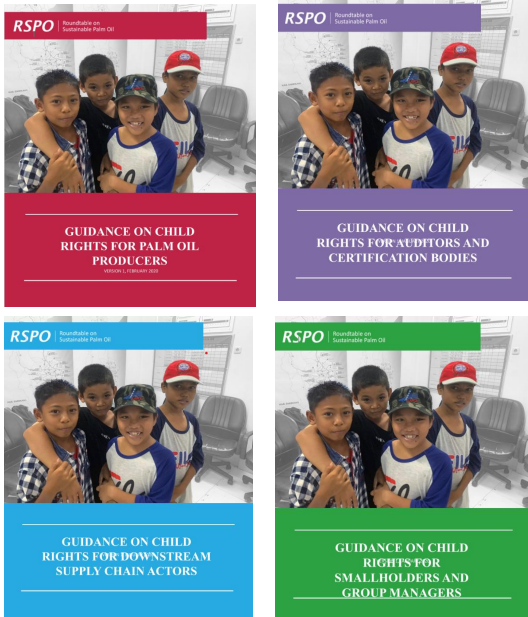 RSPO
Roundtable on
Sustainable Palm Oil
GUIDANCE ON CHILD
RIGHTS FOR PALM OIL
PRODUCERS
VERSION 1, FEBRUARY 2020
RSPO
Roundtable on
Sustainable Palm Oil
GUIDANCE ON CHILD
RIGHTS FOR AUDITORS AND
CERTIFICATION BODIES
RSPO
Roundtable on
Sustainable Palm Oil
GUIDANCE ON CHILD
RIGHTS FOR DOWNSTREAM
SUPPLY CHAIN ACTORS
RSPO
Roundtable on
Sustainable Palm Oil
GUIDANCE ON CHILD
RIGHTS FOR
SMALLHOLDERS AND
GROUP MANAGERS